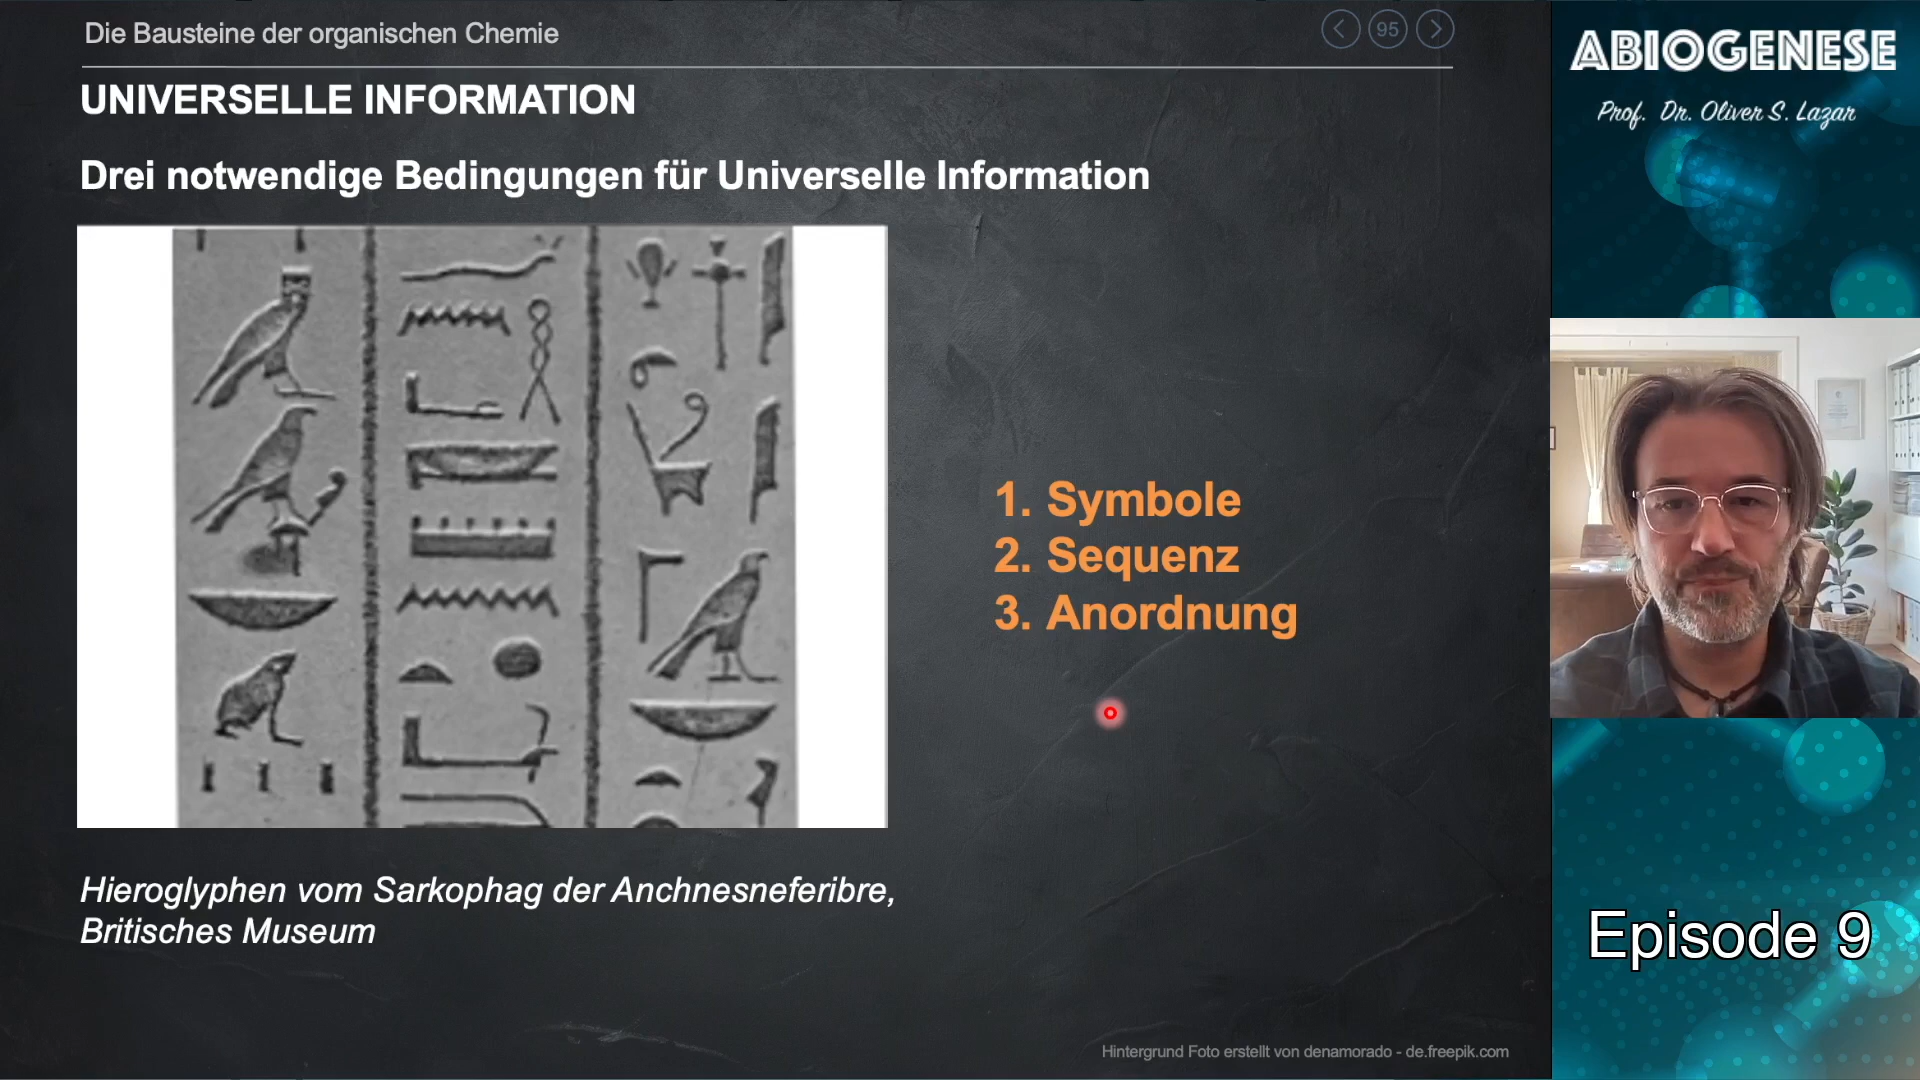 Die Bausteine der organischen Chemie
95
UNIVERSELLE INFORMATION
Drei notwendige Bedingungen für Universelle Information
1. Symbole
2. Sequenz
3. Anordnung
Hieroglyphen vom Sarkophag der Anchnesneferibre,
Britisches Museum
Hintergrund Foto erstellt von denamorado - de.freepik.com
ABIOGENESE
Prof. Dr. Oliver S. Lazar
Episode 9